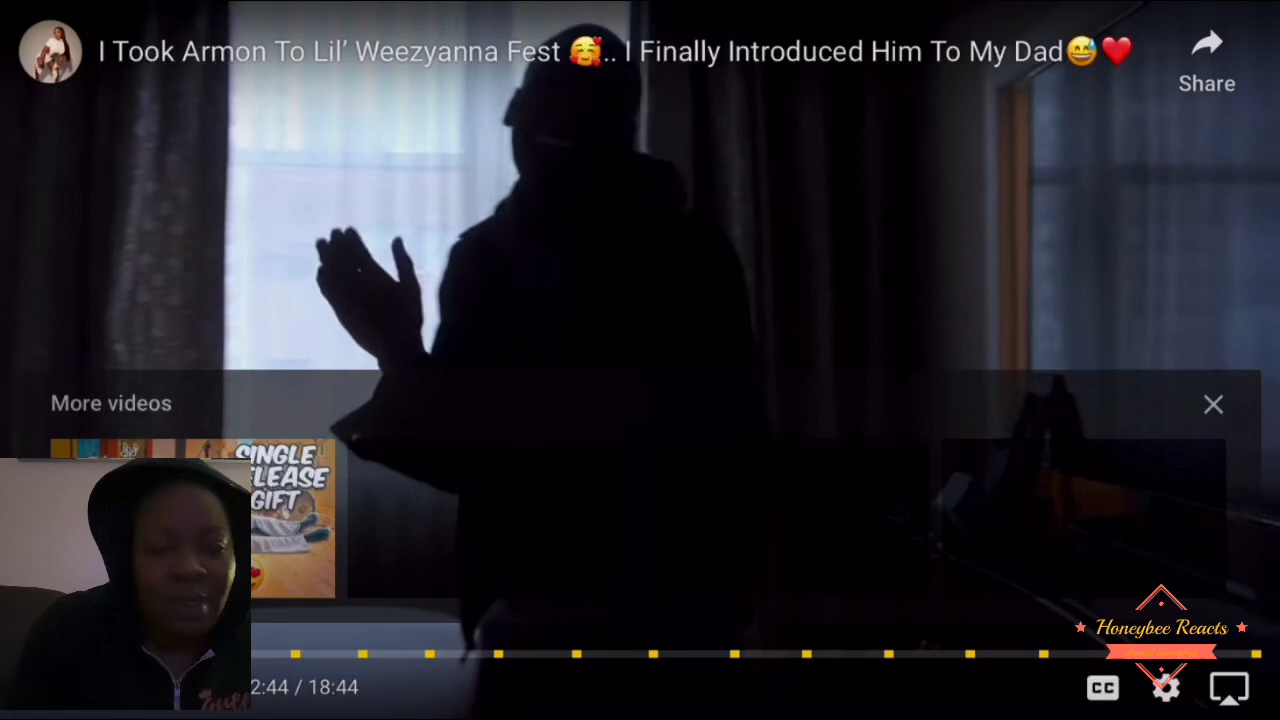 I Took Armon To Lil’ Weezyanna Fest 🥰.. I Finally Introduced Him To My Dad😅❤️
Share
More videos
SINGLE
GIFT
Honeybee Reacts
2:44 / 18:44
CC